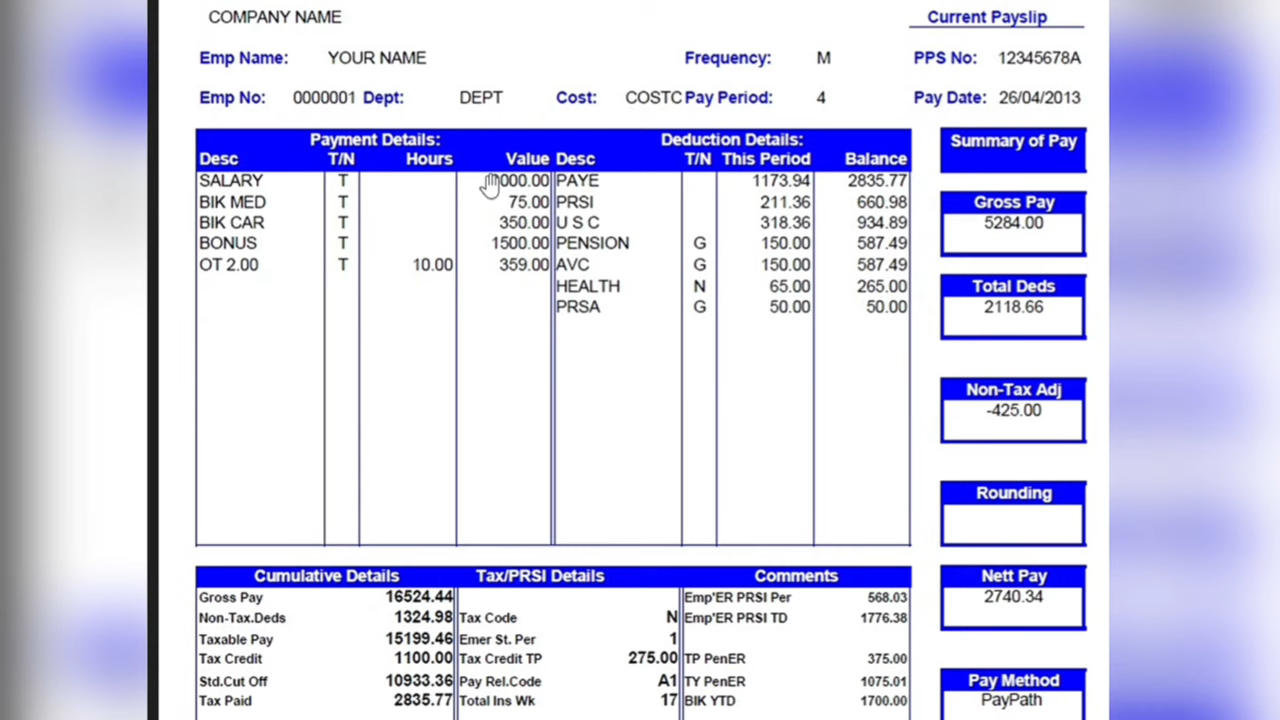 COMPANY NAME Current Payslip
Emp Name: YOUR NAME Frequency: M PPS No: 12345678A
Emp No: 0000001 Dept: DEPT Cost: COSTC Pay Period: 4 Pay Date: 26/04/2013
Payment Details: Deduction Details: Summary of Pay
Desc T/N Hours Value Desc T/N This Period Balance
SALARY T PAYE 1173.94 2835.77
BIK MED T 75.00 PRSI 211.36 660.98
BIK CAR T 350.00 U S C 318.36 934.89
BONUS T 1500.00 PENSION G 150.00 587.49
OT 2.00 T 10.00 359.00 AVC G 150.00 587.49
HEALTH N 65.00 265.00
PRSA G 50.00 50.00
Gross Pay
5284.00
Total Deds
2118.66
Non-Tax Adj
-425.00
Rounding
Nett Pay
2740.34
Pay Method
PayPath
Cumulative Details Tax/PRSI Details Comments
Gross Pay 16524.44 Emp'ER PRSI Per 568.03
Non-Tax.Deds 1324.98 Tax Code N Emp'ER PRSI TD 1776.38
Taxable Pay 15199.46 Emer St. Per 1
Tax Credit 1100.00 Tax Credit TP 275.00 TP PenER 375.00
Std.Cut Off 10933.36 Pay Rel.Code A1 TY PenER 1075.01
Tax Paid 2835.77 Total Ins Wk 17 BIK YTD 1700.00